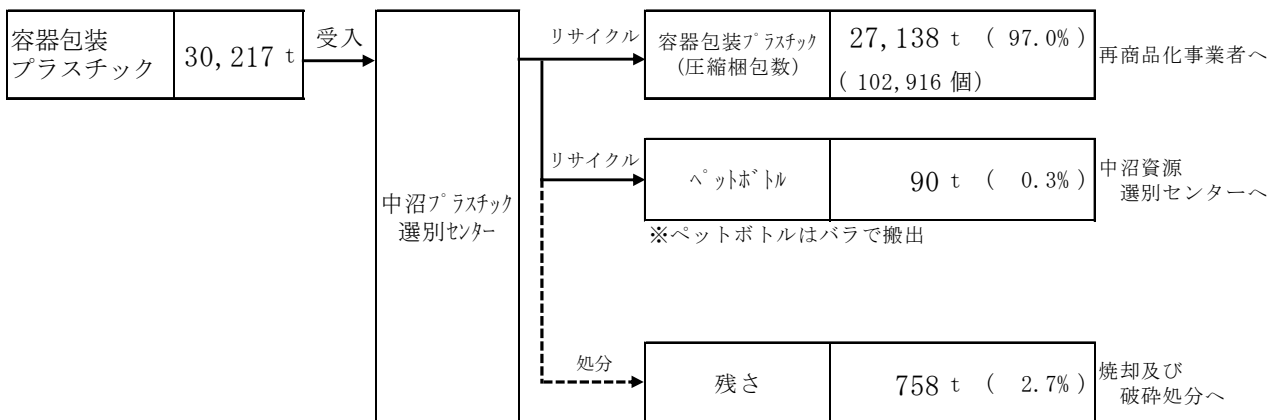 容器包装
プラスチック
30,217 t
受入
中沼プラスチック
選別センター
リサイクル
容器包装プラスチック
(圧縮梱包数)
27,138 t ( 97.0% )
( 102,916 個)
再商品化事業者へ
リサイクル
ペットボトル
90 t ( 0.3% )
中沼資源
選別センターへ
※ペットボトルはバラで搬出
処分
残さ
758 t ( 2.7% )
焼却及び
破砕処分へ